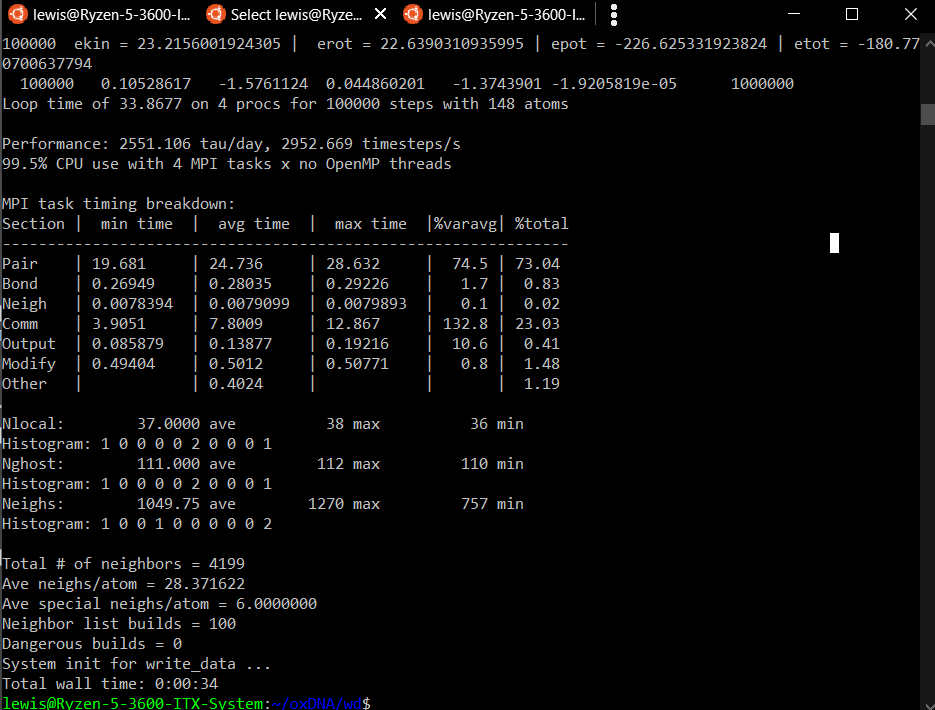 lewis@Ryzen-5-3600-I... Select lewis@Ryze... lewis@Ryzen-5-3600-I...
100000  ekin = 23.2156001924305 |  erot = 22.6390310935995 | epot = -226.625331923824 | etot = -180.77
0700637794
  100000   0.10528617   -1.5761124  0.044860201   -1.3743901 -1.9205819e-05      1000000
Loop time of 33.8677 on 4 procs for 100000 steps with 148 atoms
Performance: 2551.106 tau/day, 2952.669 timesteps/s
99.5% CPU use with 4 MPI tasks x no OpenMP threads
MPI task timing breakdown:
Section |  min time  |  avg time  |  max time  |%varavg| %total
---------------------------------------------------------------
Pair    | 19.681     | 24.736     | 28.632     |  74.5 | 73.04
Bond    | 0.26949    | 0.28035    | 0.29226    |   1.7 |  0.83
Neigh   | 0.0078394  | 0.0079099  | 0.0079893  |   0.1 |  0.02
Comm    | 3.9051     | 7.8009     | 12.867     | 132.8 | 23.03
Output  | 0.085879   | 0.13877    | 0.19216    |  10.6 |  0.41
Modify  | 0.49404    | 0.5012     | 0.50771    |   0.8 |  1.48
Other   |            | 0.4024     |            |       |  1.19
Nlocal:        37.0000 ave          38 max          36 min
Histogram: 1 0 0 0 0 2 0 0 0 1
Nghost:        111.000 ave         112 max         110 min
Histogram: 1 0 0 0 0 2 0 0 0 1
Neighs:        1049.75 ave        1270 max         757 min
Histogram: 1 0 0 1 0 0 0 0 0 2
Total # of neighbors = 4199
Ave neighs/atom = 28.371622
Ave special neighs/atom = 6.0000000
Neighbor list builds = 100
Dangerous builds = 0
System init for write_data ...
Total wall time: 0:00:34
lewis@Ryzen-5-3600-ITX-System:~/oxDNA/wd$